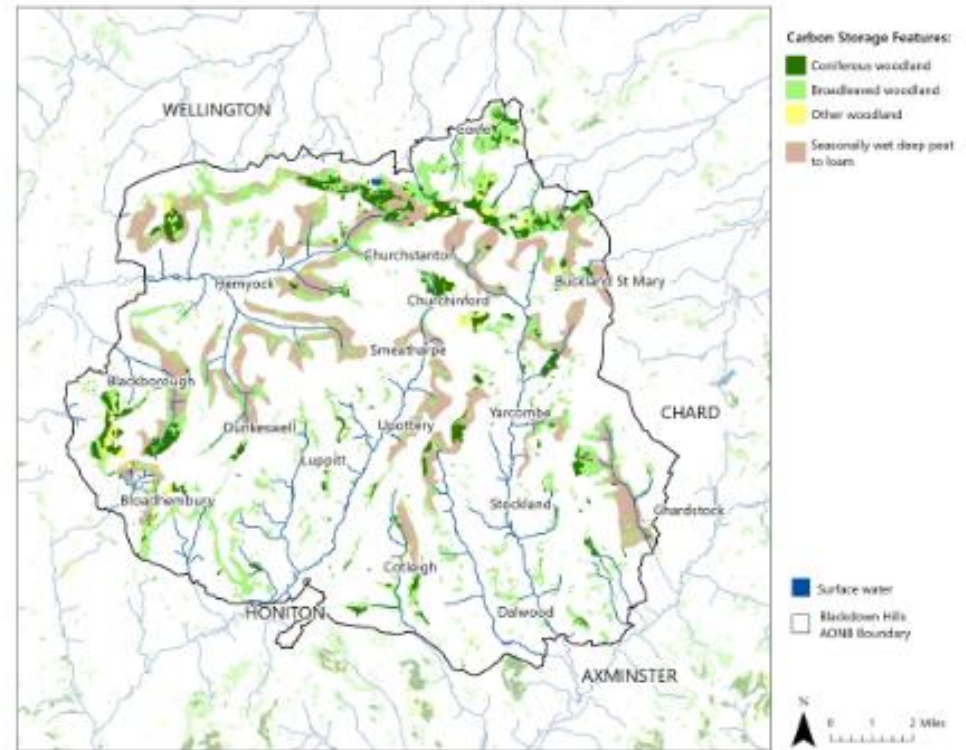 Carbon Storage Features:
Coniferous woodland
Broadleaved woodland
Other woodland
Seasonally wet deep peat
to loam
WELLINGTON
Corfe
Churchstanton
Hemyock
Buckland St Mary
Churchinford
Smeatharpe
Blackborough
CHARD
Yarcombe
Dunkeswell
Upottery
Luppitt
Broadhembury
Stockland
Chardstock
Cotleigh
HONITON
Dalwood
AXMINSTER
Surface water
Blackdown Hills
AONB Boundary
N
0 1 2 Miles